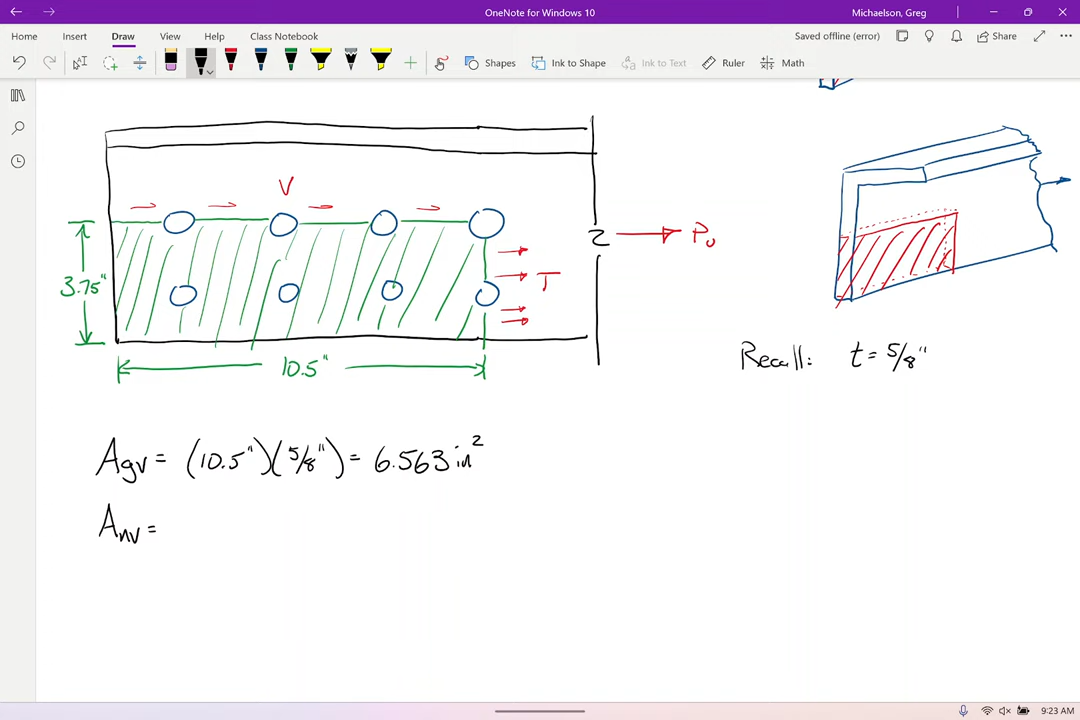 OneNote for Windows 10
Michaelson, Greg
Home Insert Draw View Help Class Notebook
Saved offline (error)
Share
Shapes
Ink to Shape
Ink to Text
Ruler
Math
V
Pu
3.75"
T
10.5"
Recall: t = 5/8"
Agv = (10.5")(5/8") = 6.563 in²
Anv =
9:23 AM